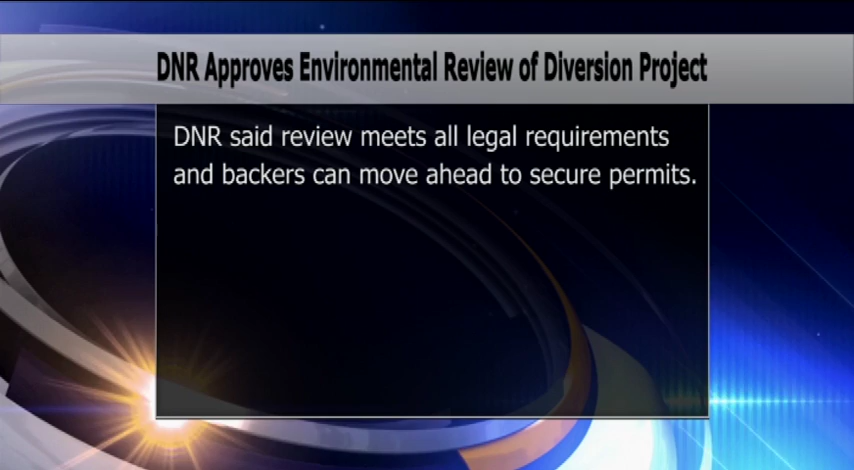 DNR Approves Environmental Review of Diversion Project
DNR said review meets all legal requirements
and backers can move ahead to secure permits.